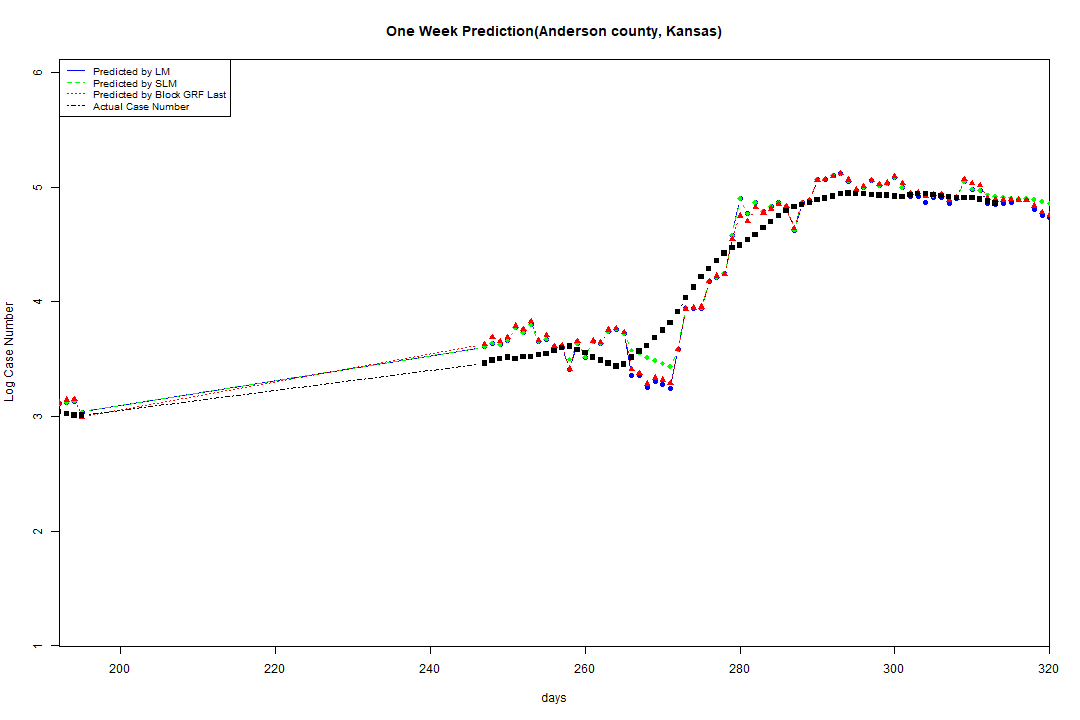 One Week Prediction(Anderson county, Kansas)
Predicted by LM
Predicted by SLM
Predicted by Block GRF Last
Actual Case Number
6
5
4
3
2
1
Log Case Number
200
220
240
260
280
300
320
days